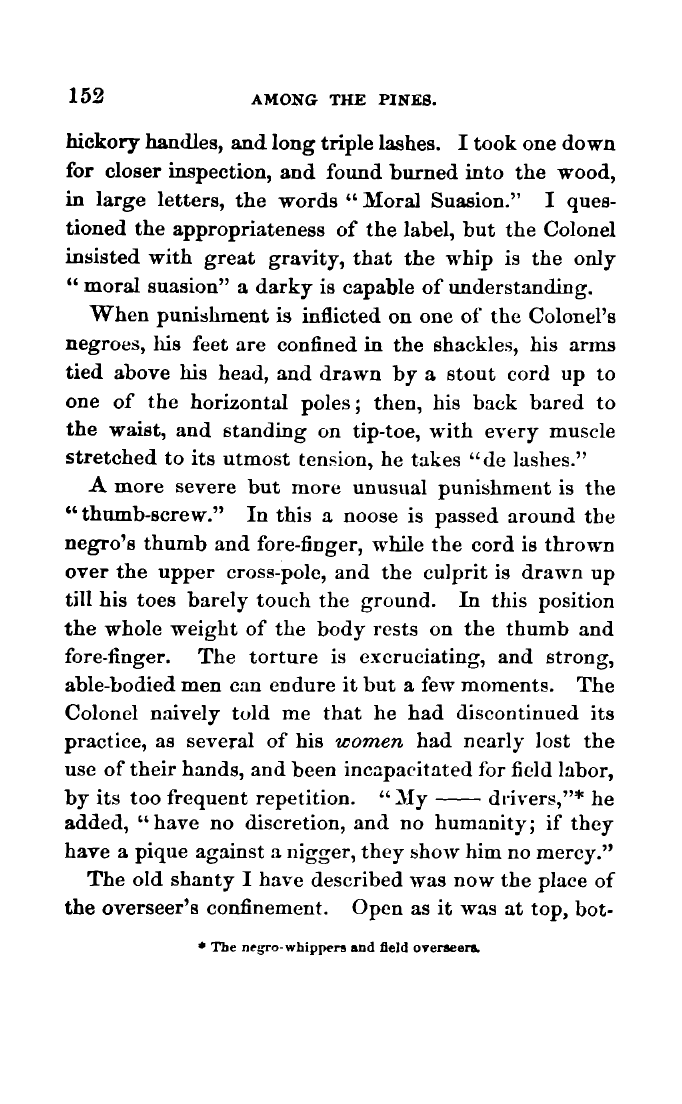 152 AMONG THE PINES.
hickory handles, and long triple lashes. I took one down
for closer inspection, and found burned into the wood,
in large letters, the words “Moral Suasion.” I ques-
tioned the appropriateness of the label, but the Colonel
insisted with great gravity, that the whip is the only
“moral suasion” a darky is capable of understanding.
When punishment is inflicted on one of the Colonel’s
negroes, his feet are confined in the shackles, his arms
tied above his head, and drawn by a stout cord up to
one of the horizontal poles; then, his back bared to
the waist, and standing on tip-toe, with every muscle
stretched to its utmost tension, he takes “de lashes.”
A more severe but more unusual punishment is the
“thumb-screw.” In this a noose is passed around the
negro’s thumb and fore-finger, while the cord is thrown
over the upper cross-pole, and the culprit is drawn up
till his toes barely touch the ground. In this position
the whole weight of the body rests on the thumb and
fore-finger. The torture is excruciating, and strong,
able-bodied men can endure it but a few moments. The
Colonel naively told me that he had discontinued its
practice, as several of his women had nearly lost the
use of their hands, and been incapacitated for field labor,
by its too frequent repetition. “My —— drivers,”* he
added, “have no discretion, and no humanity; if they
have a pique against a nigger, they show him no mercy.”
The old shanty I have described was now the place of
the overseer’s confinement. Open as it was at top, bot-
* The negro-whippers and field overseers.